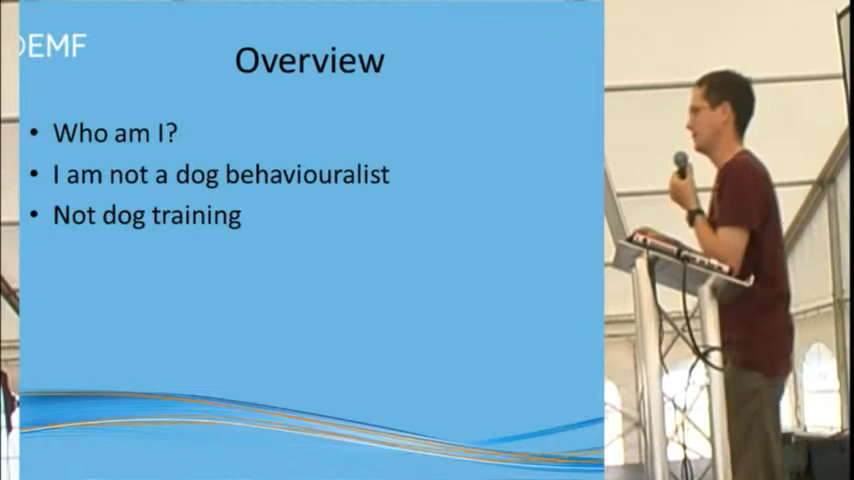 EMF
Overview
• Who am I?
• I am not a dog behaviouralist
• Not dog training